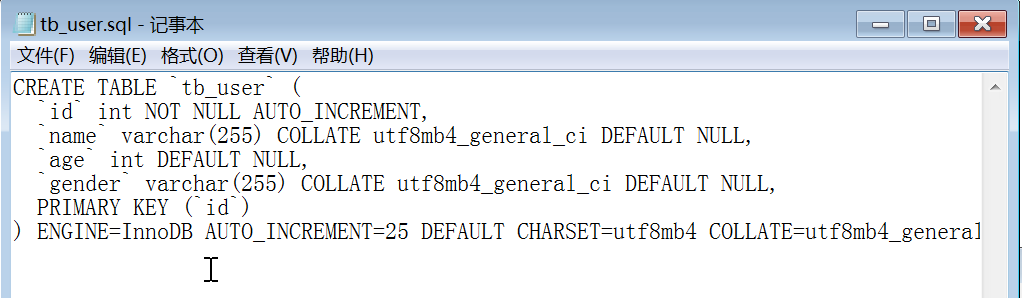 tb_user.sql - 记事本
文件(F) 编辑(E) 格式(O) 查看(V) 帮助(H)
CREATE TABLE `tb_user` (
  `id` int NOT NULL AUTO_INCREMENT,
  `name` varchar(255) COLLATE utf8mb4_general_ci DEFAULT NULL,
  `age` int DEFAULT NULL,
  `gender` varchar(255) COLLATE utf8mb4_general_ci DEFAULT NULL,
  PRIMARY KEY (`id`)
) ENGINE=InnoDB AUTO_INCREMENT=25 DEFAULT CHARSET=utf8mb4 COLLATE=utf8mb4_general